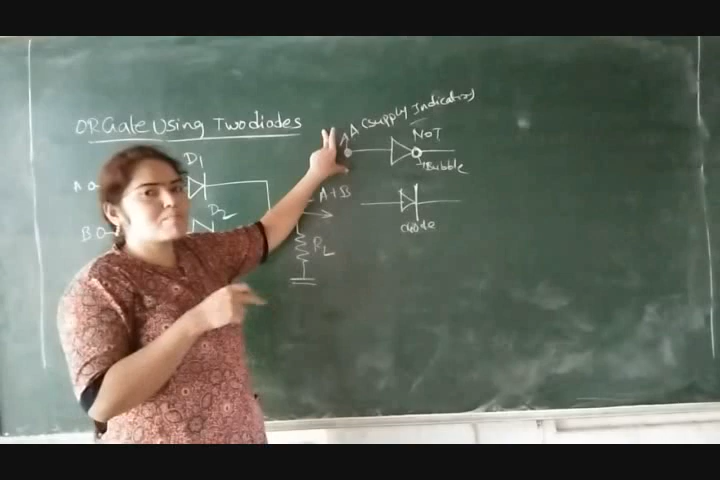 OR Gate Using Two diodes
A (supply Indicator)
NOT
Bubble
A
D1
B
D2
A+B
RL
diode